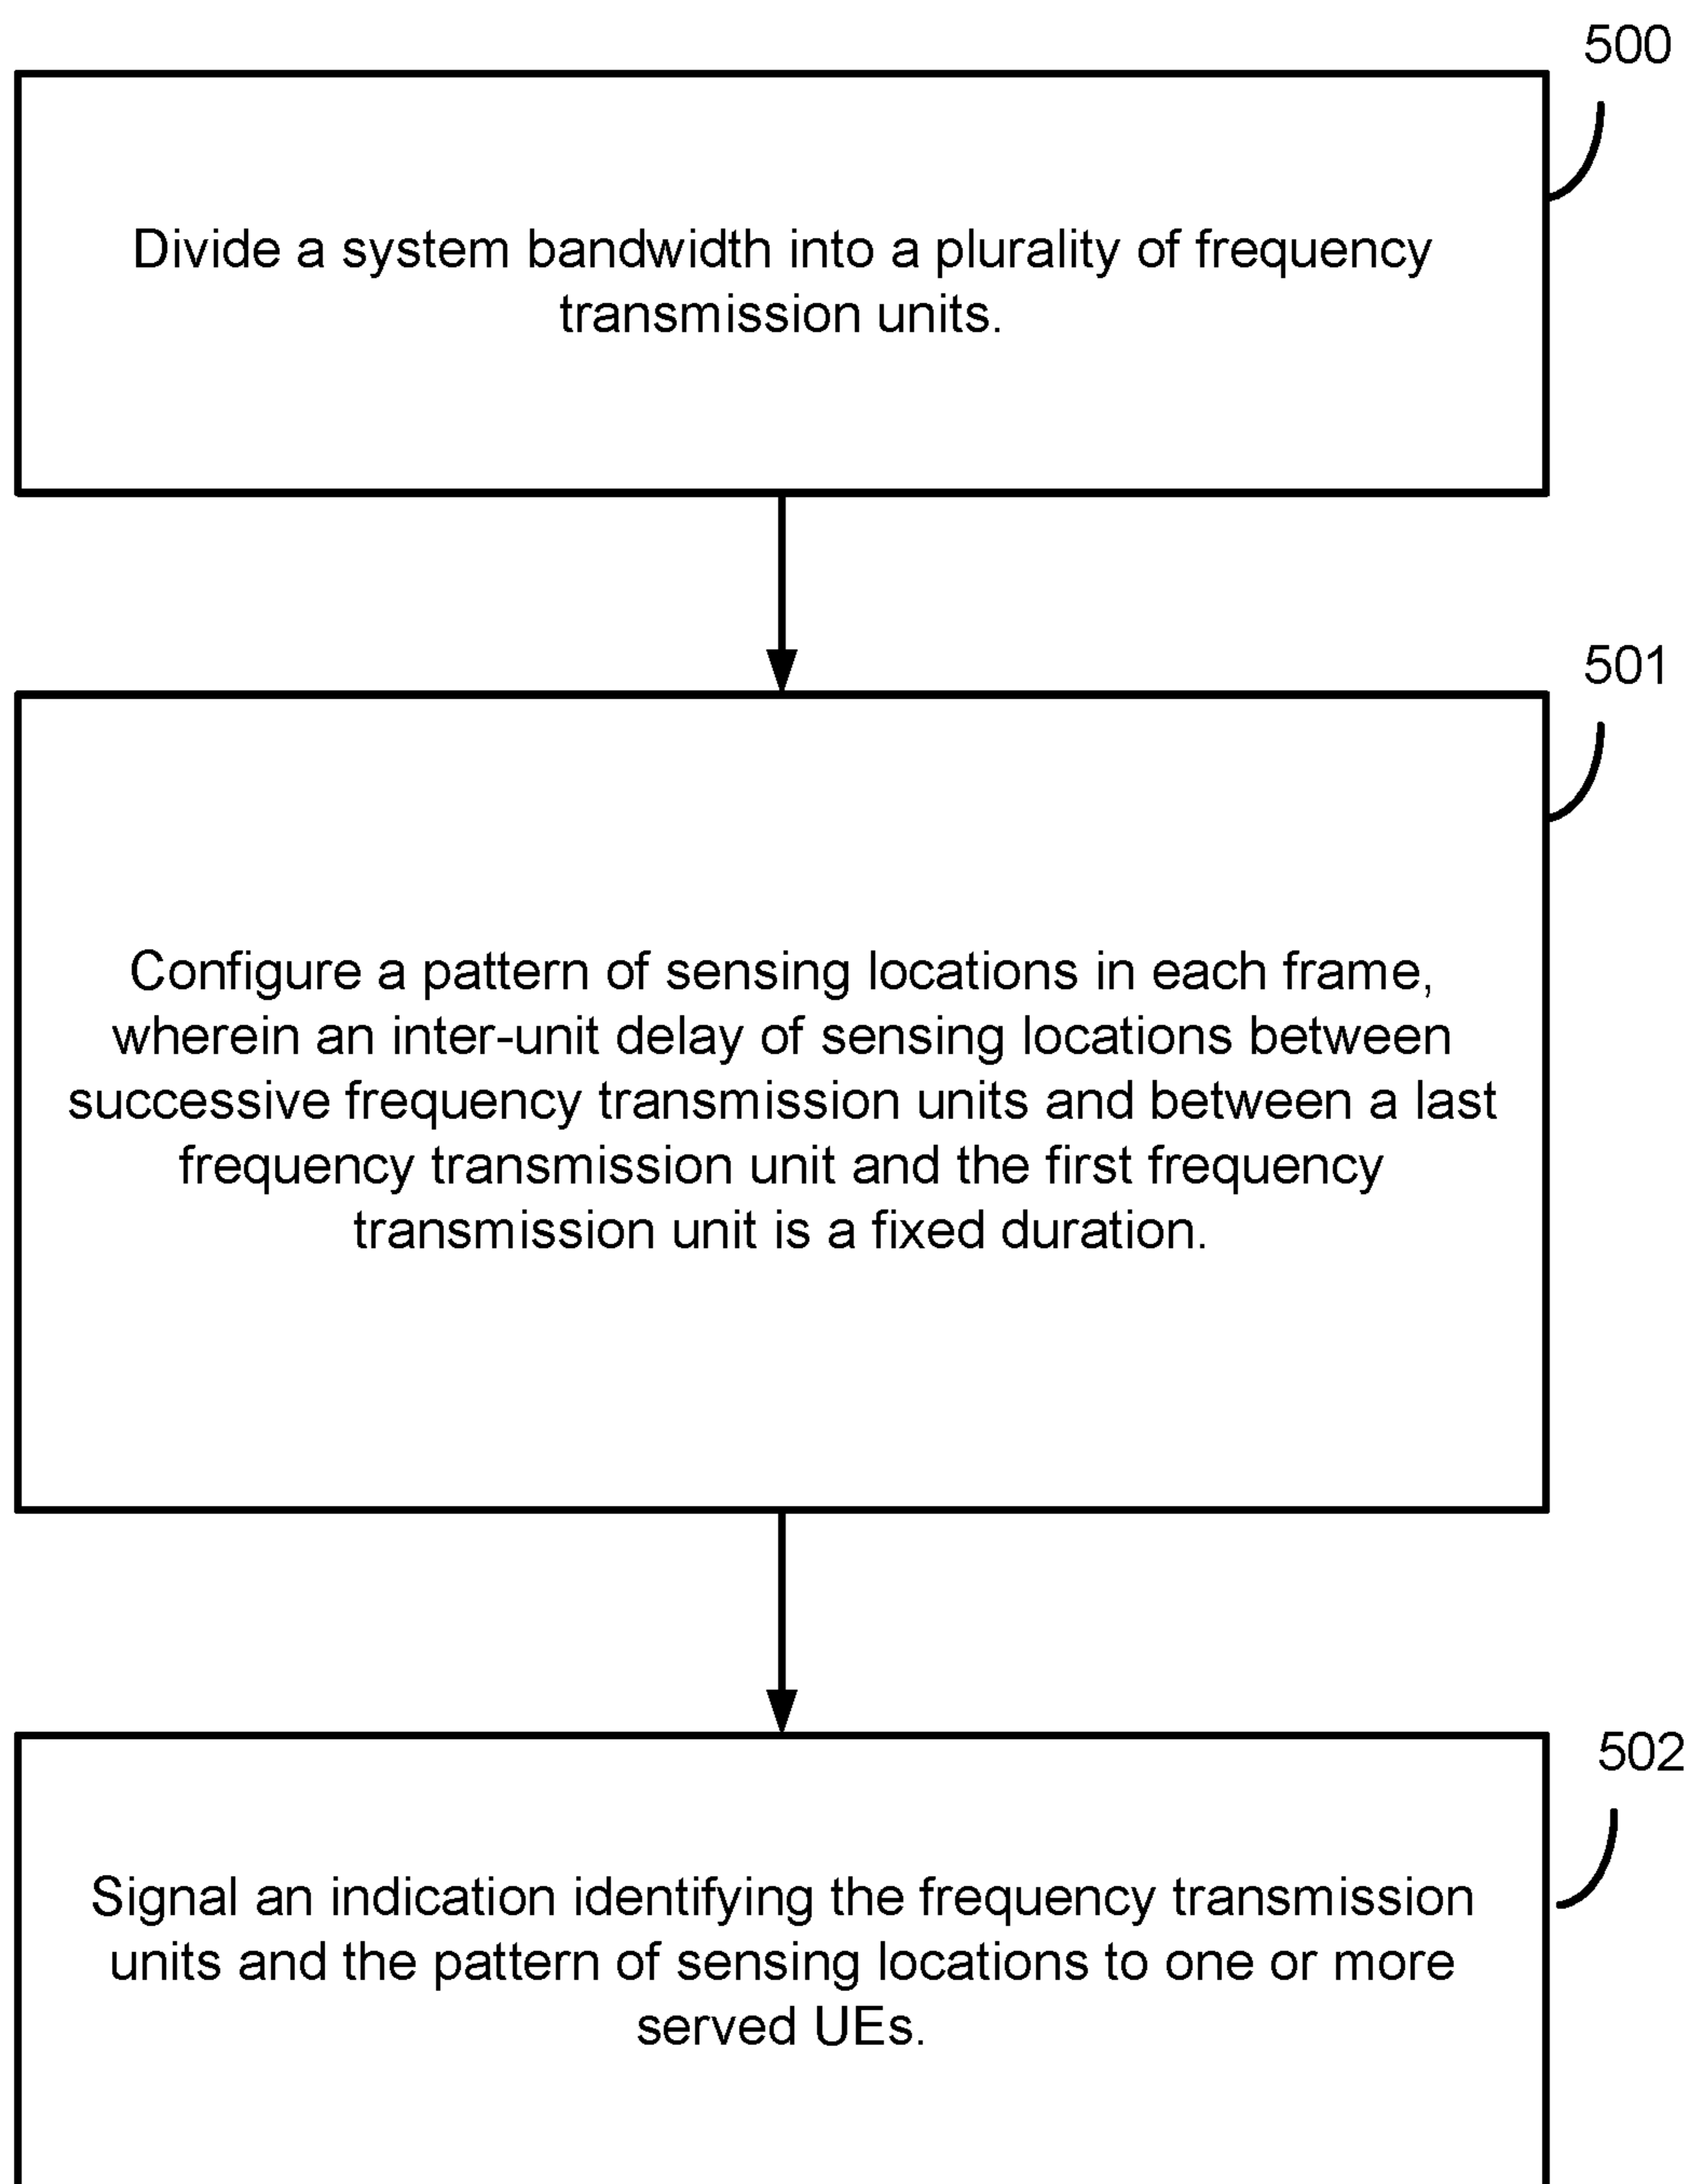 500
Divide a system bandwidth into a plurality of frequency
transmission units.
501
Configure a pattern of sensing locations in each frame,
wherein an inter-unit delay of sensing locations between
successive frequency transmission units and between a last
frequency transmission unit and the first frequency
transmission unit is a fixed duration.
502
Signal an indication identifying the frequency transmission
units and the pattern of sensing locations to one or more
served UEs.